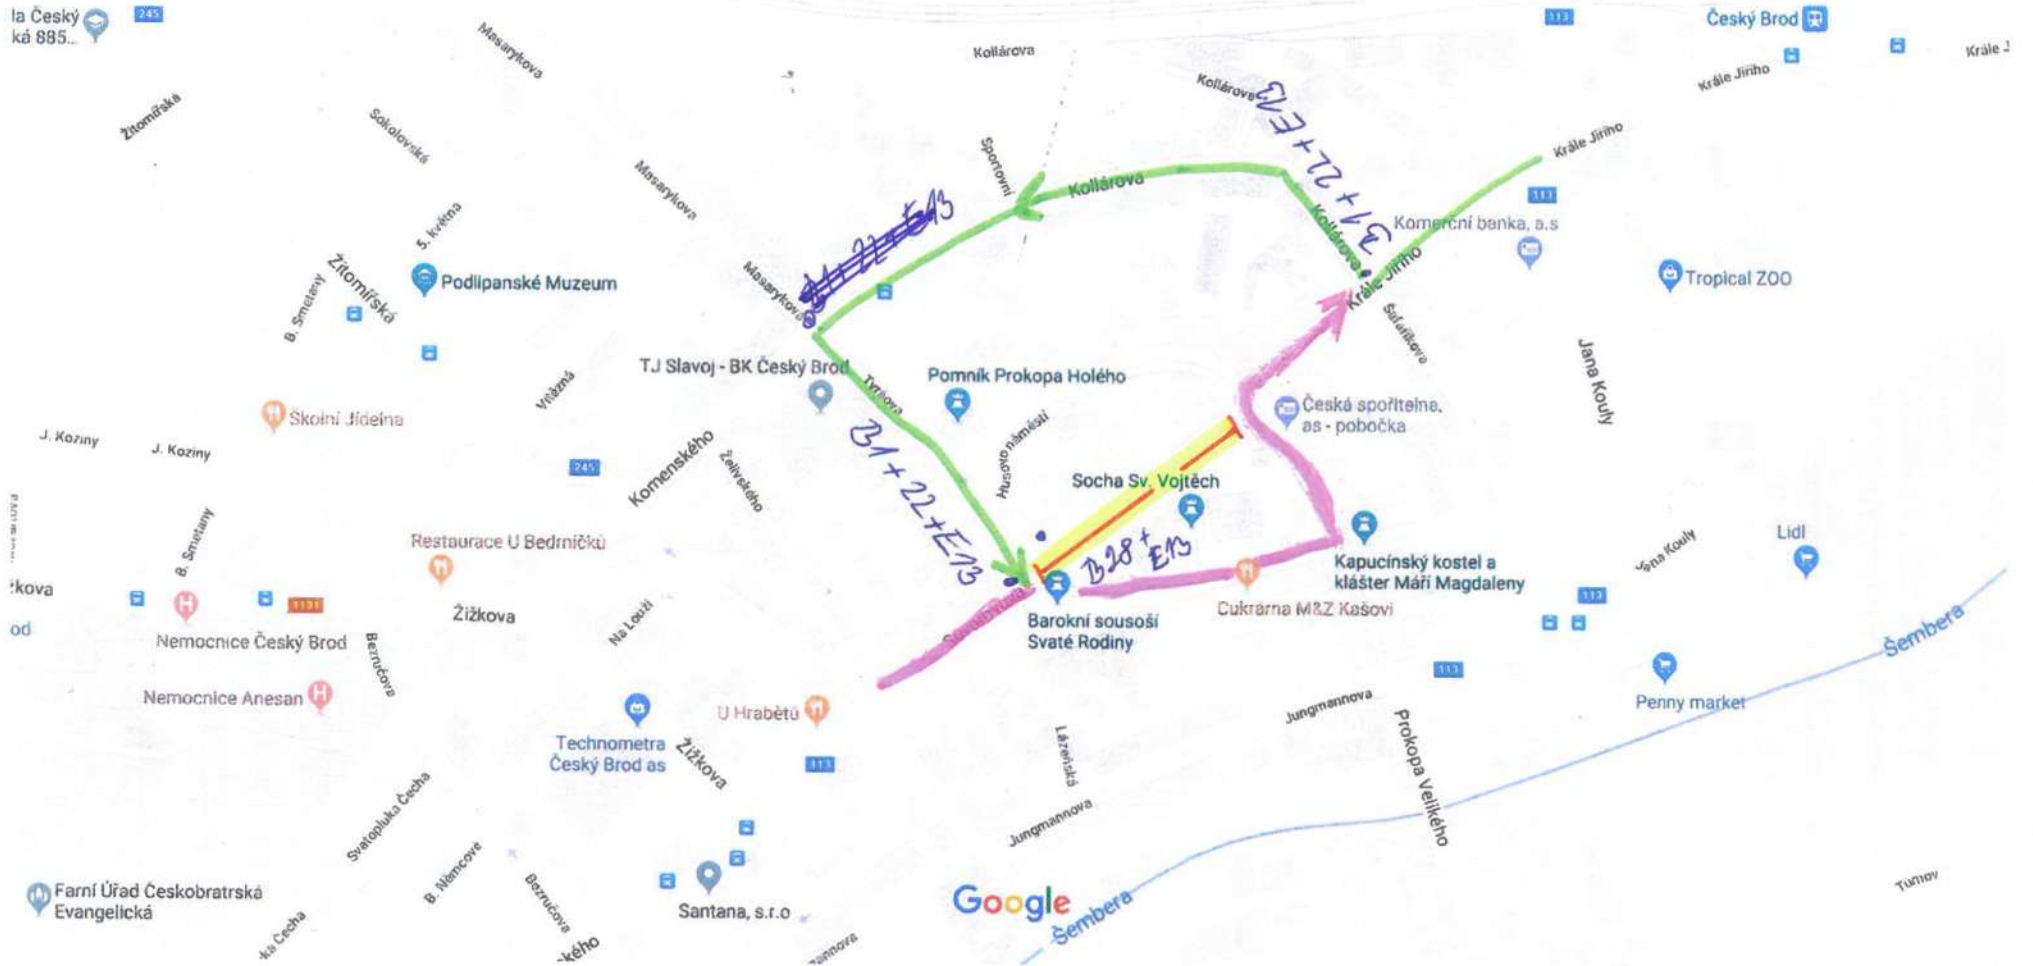 la Český
ká 885...
245
Masarykova
Kollárova
113
Český Brod
Krále J
Krále Jiřího
Kollárova
Žitomířská
Sokolovská
Sportovní
B1+22+E13
Krále Jiřího
Masarykova
Kollárova
113
5. května
Kollárova
Komerční banka, a.s
Žitomířská
Podlipanské Muzeum
Masarykova
Krále Jiřího
Tropical ZOO
B. Smetany
Šafaříkova
TJ Slavoj - BK Český Brod
Pomník Prokopa Holého
Jana Kouly
Vítězná
Tyršova
Školní Jídelna
Česká spořitelna,
as - pobočka
J. Koziny
J. Koziny
Husovo náměstí
B1+22+E13
Komenského
Želivského
245
Socha Sv. Vojtěch
B. Smetany
Restaurace U Bedrníčků
B28+
E13
Kapucínský kostel a
klášter Máří Magdaleny
Jana Kouly
Lidl
žkova
od
1131
Žižkova
Na Louži
Cukrárna M&Z Kašovi
113
Nemocnice Český Brod
Barokní sousoší
Svaté Rodiny
Šembera
Bezručova
113
Nemocnice Anesan
U Hrabětů
Jungmannova
Penny market
Technometra
Český Brod as
Žižkova
113
Lázeňská
Prokopa Velikého
Svatopluka Čecha
Jungmannova
B. Němcové
Bezručova
Farní Úřad Českobratrská
Evangelická
Santana, s.r.o
Google
Šembera
ka Čecha
ského